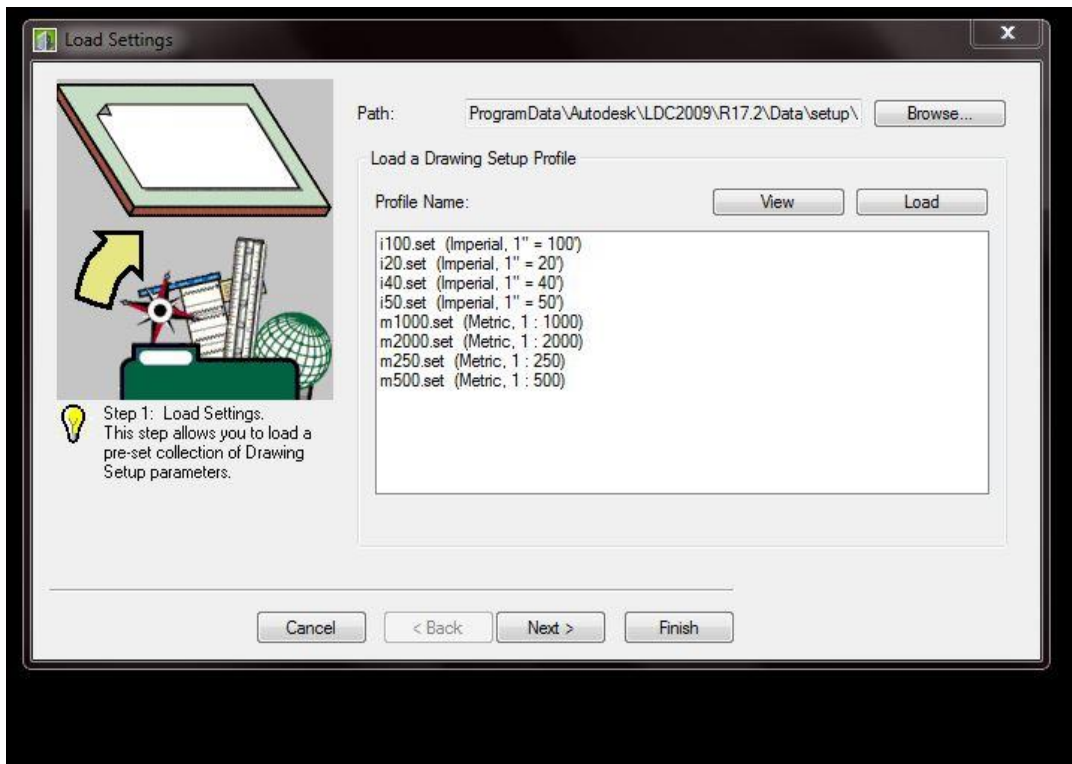 Load Settings
X
Path:
ProgramData\Autodesk\LDC2009\R17.2\Data\setup\
Browse...
Load a Drawing Setup Profile
Profile Name:
View
Load
i100.set (Imperial, 1" = 100')
i20.set (Imperial, 1" = 20')
i40.set (Imperial, 1" = 40')
i50.set (Imperial, 1" = 50')
m1000.set (Metric, 1 : 1000)
m2000.set (Metric, 1 : 2000)
m250.set (Metric, 1 : 250)
m500.set (Metric, 1 : 500)
Step 1: Load Settings.
This step allows you to load a
pre-set collection of Drawing
Setup parameters.
Cancel
< Back
Next >
Finish